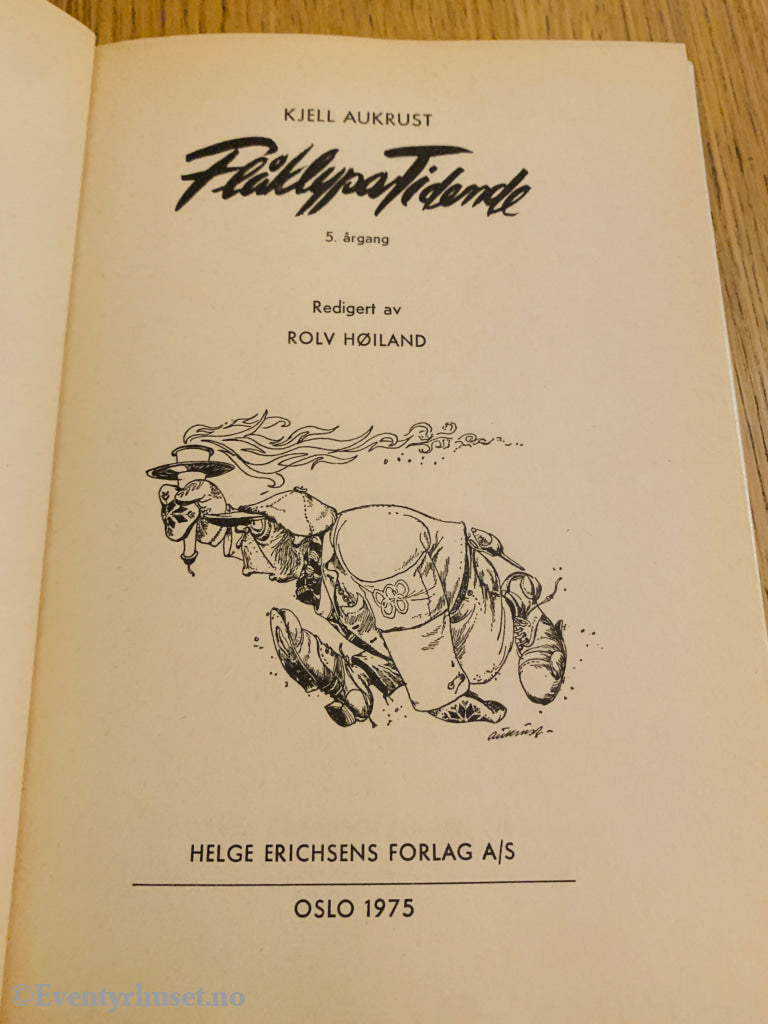 KJELL AUKRUST
Flåklypa Tidende
5. årgang
Redigert av
ROLV HØILAND
Aukrust
HELGE ERICHSENS FORLAG A/S
OSLO 1975
©Eventyrhuset.no